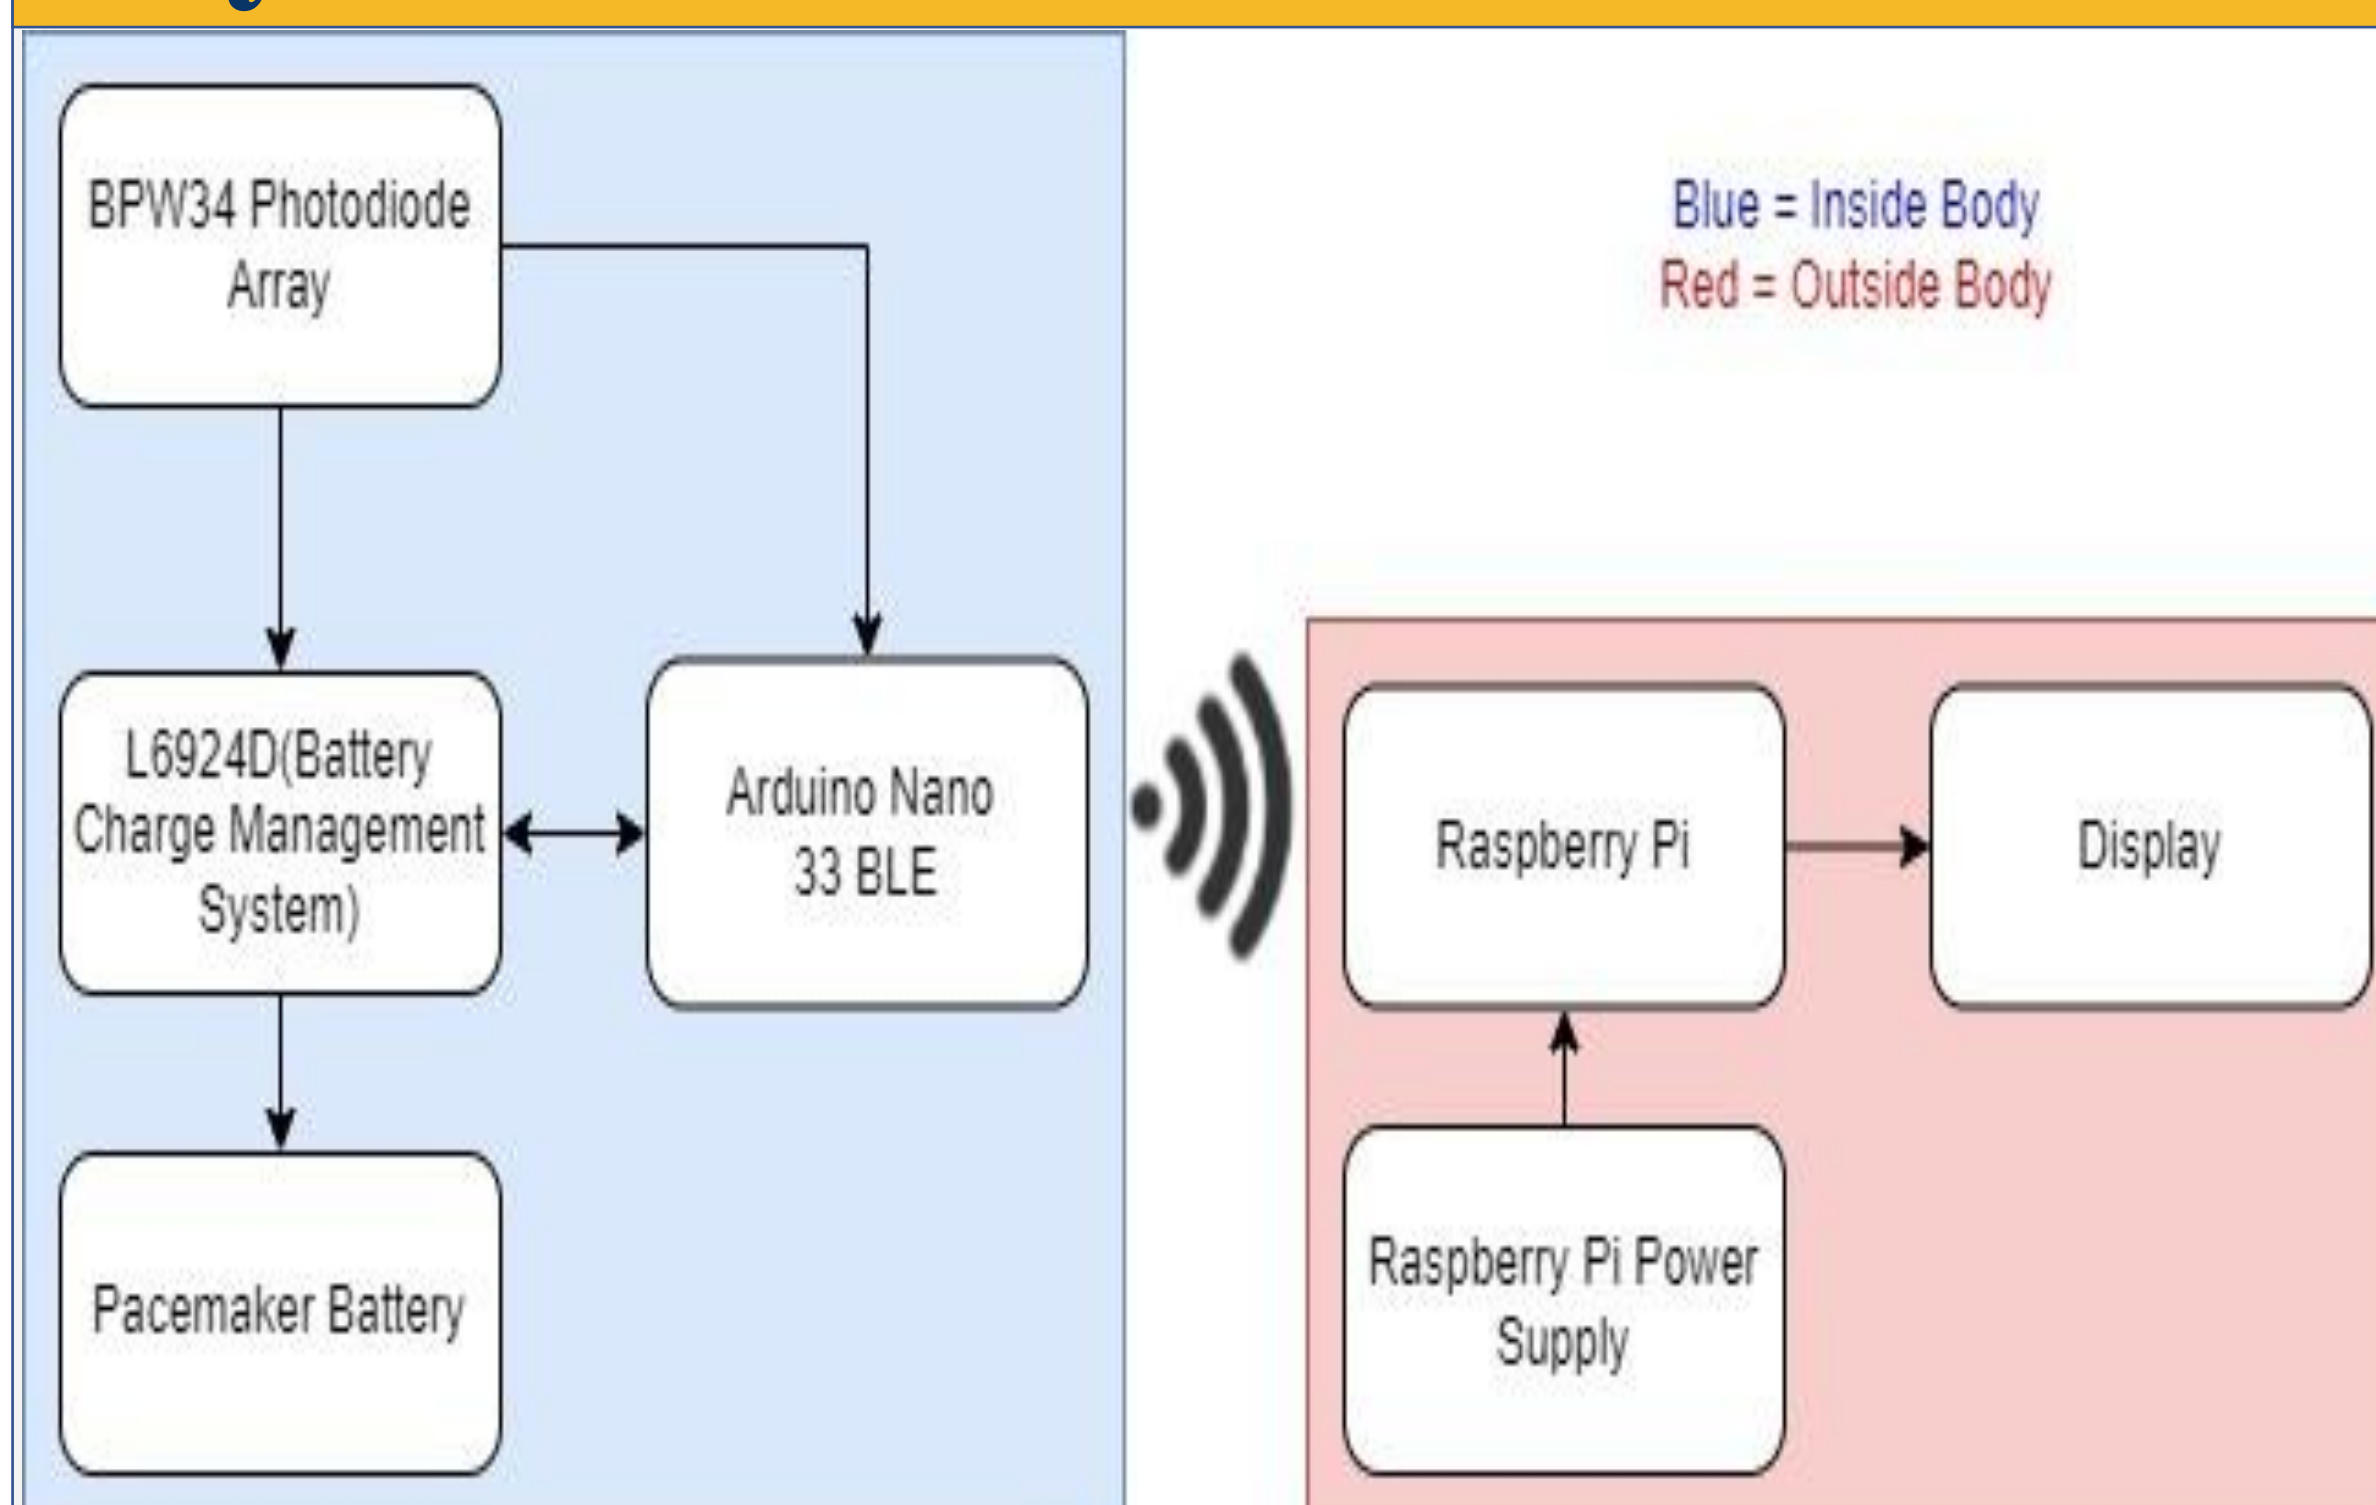 BPW34 Photodiode
Array
Blue = Inside Body
Red = Outside Body
L6924D(Battery
Charge Management
System)
Arduino Nano
33 BLE
Raspberry Pi
Display
Pacemaker Battery
Raspberry Pi Power
Supply